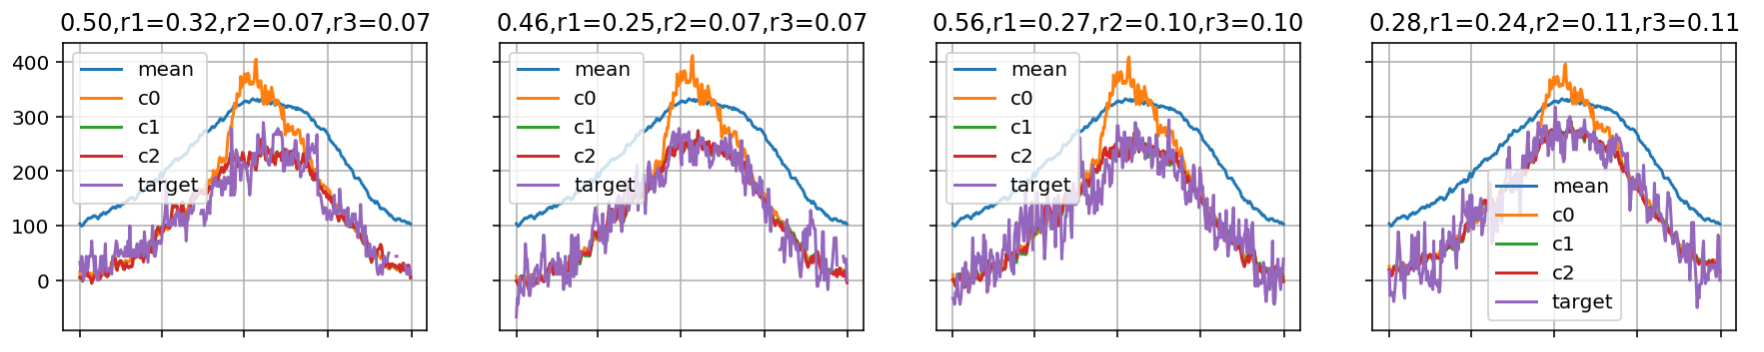 0.50,r1=0.32,r2=0.07,r3=0.07
0.46,r1=0.25,r2=0.07,r3=0.07
0.56,r1=0.27,r2=0.10,r3=0.10
0.28,r1=0.24,r2=0.11,r3=0.11
400
300
200
100
0
mean
c0
c1
c2
target
mean
c0
c1
c2
target
mean
c0
c1
c2
target
mean
c0
c1
c2
target